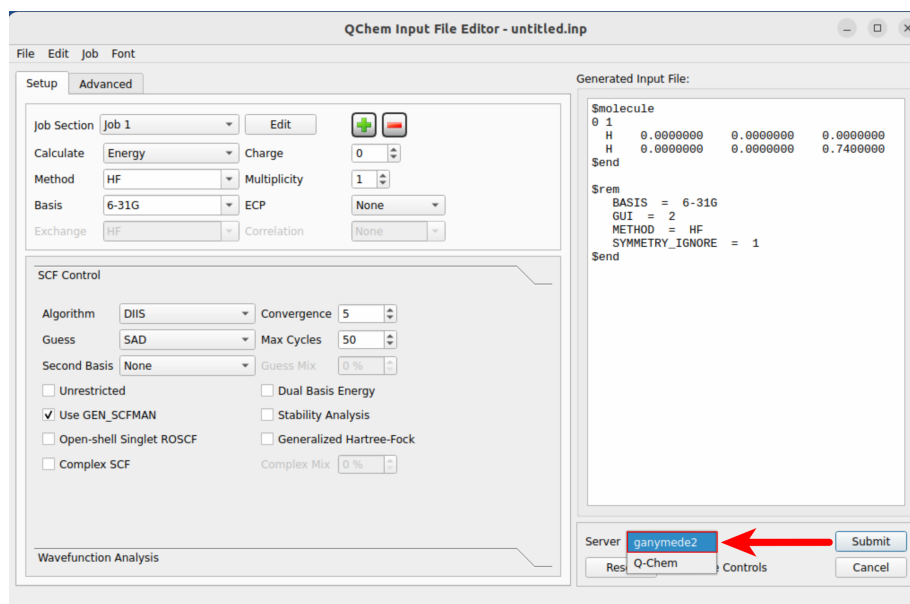 QChem Input File Editor - untitled.inp
File Edit Job Font
Setup Advanced
Job Section Job 1 Edit
Calculate Energy Charge 0
Method HF Multiplicity 1
Basis 6-31G ECP None
Exchange HF Correlation None
SCF Control
Algorithm DIIS Convergence 5
Guess SAD Max Cycles 50
Second Basis None Guess Mix 0 %
Unrestricted Dual Basis Energy
Use GEN_SCFMAN Stability Analysis
Open-shell Singlet ROSCF Generalized Hartree-Fock
Complex SCF Complex Mix 0 %
Wavefunction Analysis
Generated Input File:
$molecule
0 1
H 0.0000000 0.0000000 0.0000000
H 0.0000000 0.0000000 0.7400000
$end
$rem
BASIS = 6-31G
GUI = 2
METHOD = HF
SYMMETRY_IGNORE = 1
$end
Server ganymede2 Submit
Q-Chem Controls Cancel